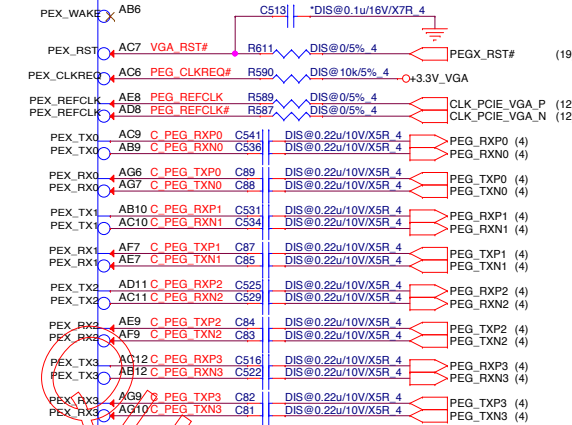 PEX_WAKE AB6 C513 *DIS@0.1u/16V/X7R_4
PEX_RST AC7 VGA_RST# R611 DIS@0/5%_4 PEGX_RST# (19
PEX_CLKREQ AC6 PEG_CLKREQ# R590 DIS@10k/5%_4 +3.3V_VGA
PEX_REFCLK AE8 PEG_REFCLK R589 DIS@0/5%_4 CLK_PCIE_VGA_P (12
PEX_REFCLK AD8 PEG_REFCLK# R587 DIS@0/5%_4 CLK_PCIE_VGA_N (12
PEX_TX0 AC9 C_PEG_RXP0 C541 DIS@0.22u/10V/X5R_4 PEG_RXP0 (4)
PEX_TX0 AB9 C_PEG_RXN0 C536 DIS@0.22u/10V/X5R_4 PEG_RXN0 (4)
PEX_RX0 AG6 C_PEG_TXP0 C89 DIS@0.22u/10V/X5R_4 PEG_TXP0 (4)
PEX_RX0 AG7 C_PEG_TXN0 C88 DIS@0.22u/10V/X5R_4 PEG_TXN0 (4)
PEX_TX1 AB10 C_PEG_RXP1 C531 DIS@0.22u/10V/X5R_4 PEG_RXP1 (4)
PEX_TX1 AC10 C_PEG_RXN1 C534 DIS@0.22u/10V/X5R_4 PEG_RXN1 (4)
PEX_RX1 AF7 C_PEG_TXP1 C87 DIS@0.22u/10V/X5R_4 PEG_TXP1 (4)
PEX_RX1 AE7 C_PEG_TXN1 C85 DIS@0.22u/10V/X5R_4 PEG_TXN1 (4)
PEX_TX2 AD11 C_PEG_RXP2 C525 DIS@0.22u/10V/X5R_4 PEG_RXP2 (4)
PEX_TX2 AC11 C_PEG_RXN2 C529 DIS@0.22u/10V/X5R_4 PEG_RXN2 (4)
PEX_RX2 AE9 C_PEG_TXP2 C84 DIS@0.22u/10V/X5R_4 PEG_TXP2 (4)
PEX_RX2 AF9 C_PEG_TXN2 C83 DIS@0.22u/10V/X5R_4 PEG_TXN2 (4)
PEX_TX3 AC12 C_PEG_RXP3 C516 DIS@0.22u/10V/X5R_4 PEG_RXP3 (4)
PEX_TX3 AB12 C_PEG_RXN3 C522 DIS@0.22u/10V/X5R_4 PEG_RXN3 (4)
PEX_RX3 AG9 C_PEG_TXP3 C82 DIS@0.22u/10V/X5R_4 PEG_TXP3 (4)
PEX_RX3 AG10 C_PEG_TXN3 C81 DIS@0.22u/10V/X5R_4 PEG_TXN3 (4)